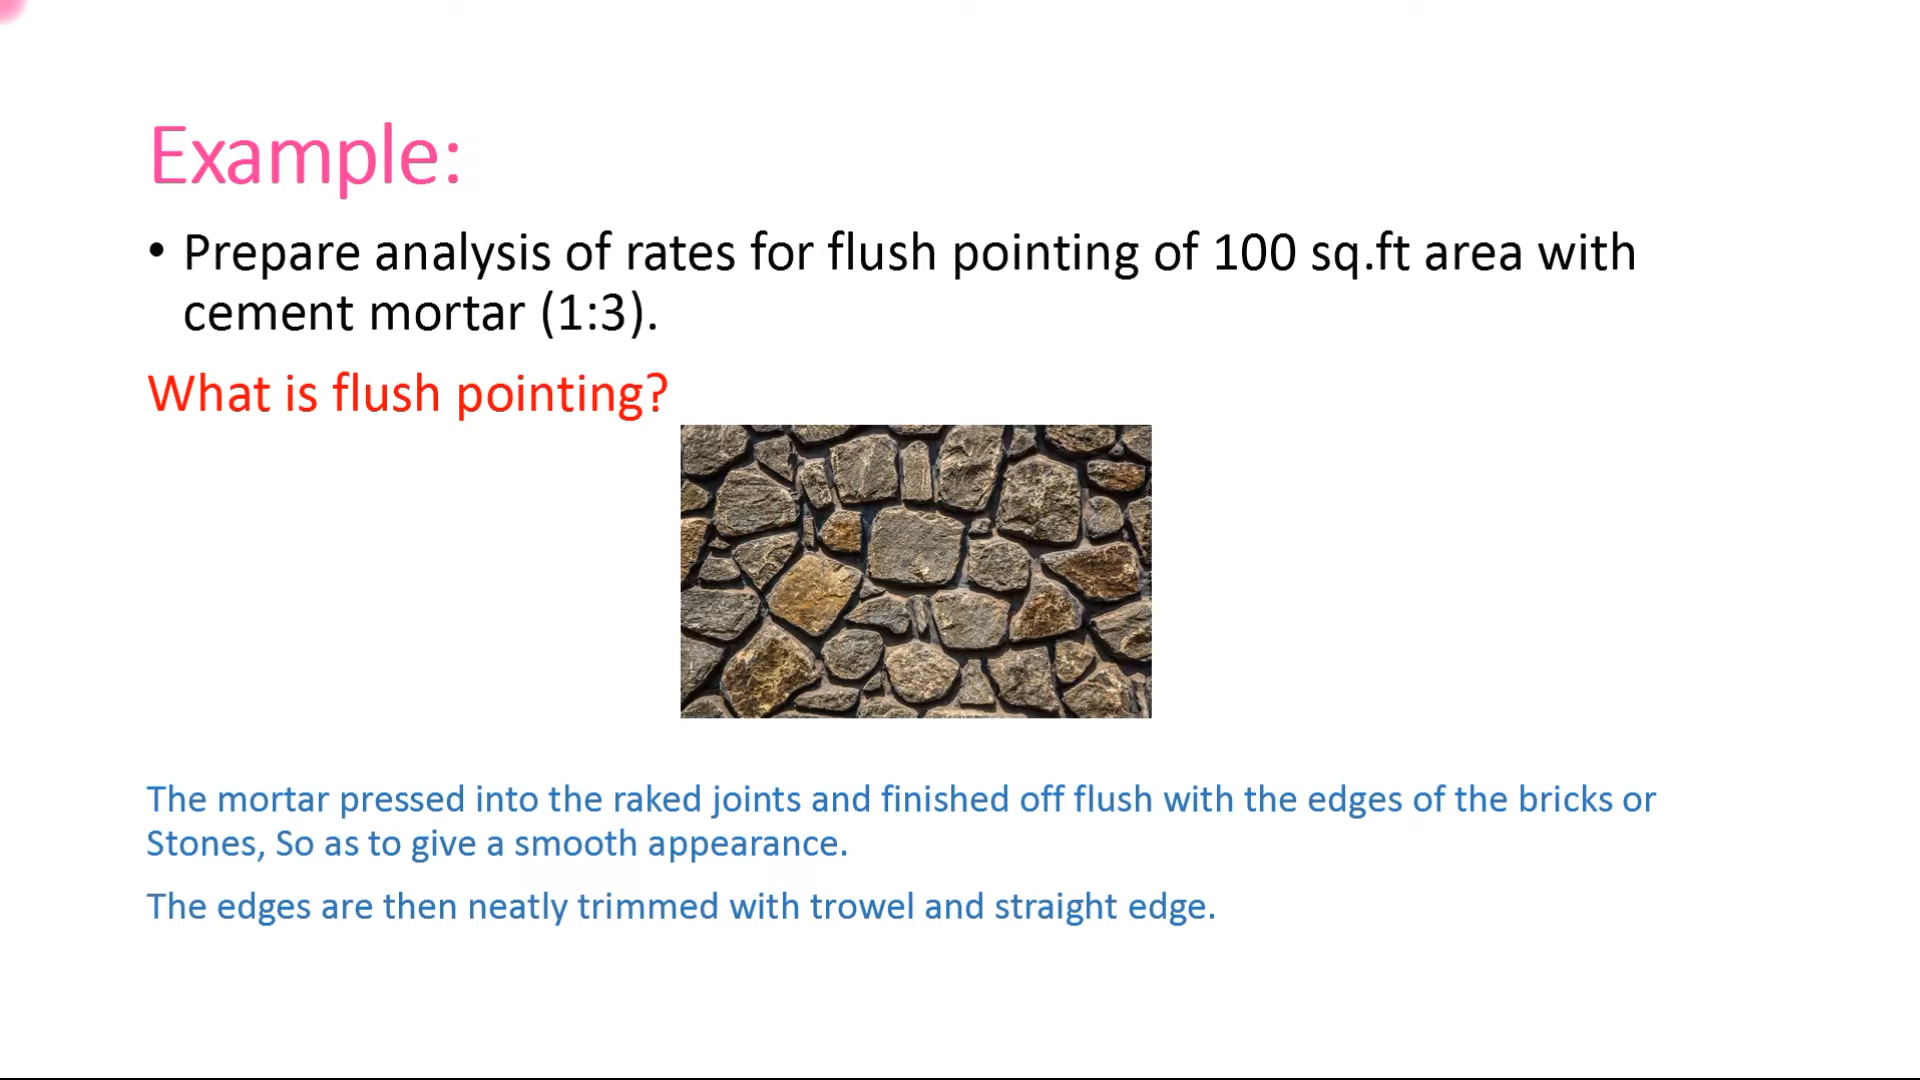 Example:
• Prepare analysis of rates for flush pointing of 100 sq.ft area with
cement mortar (1:3).
What is flush pointing?
The mortar pressed into the raked joints and finished off flush with the edges of the bricks or
Stones, So as to give a smooth appearance.
The edges are then neatly trimmed with trowel and straight edge.